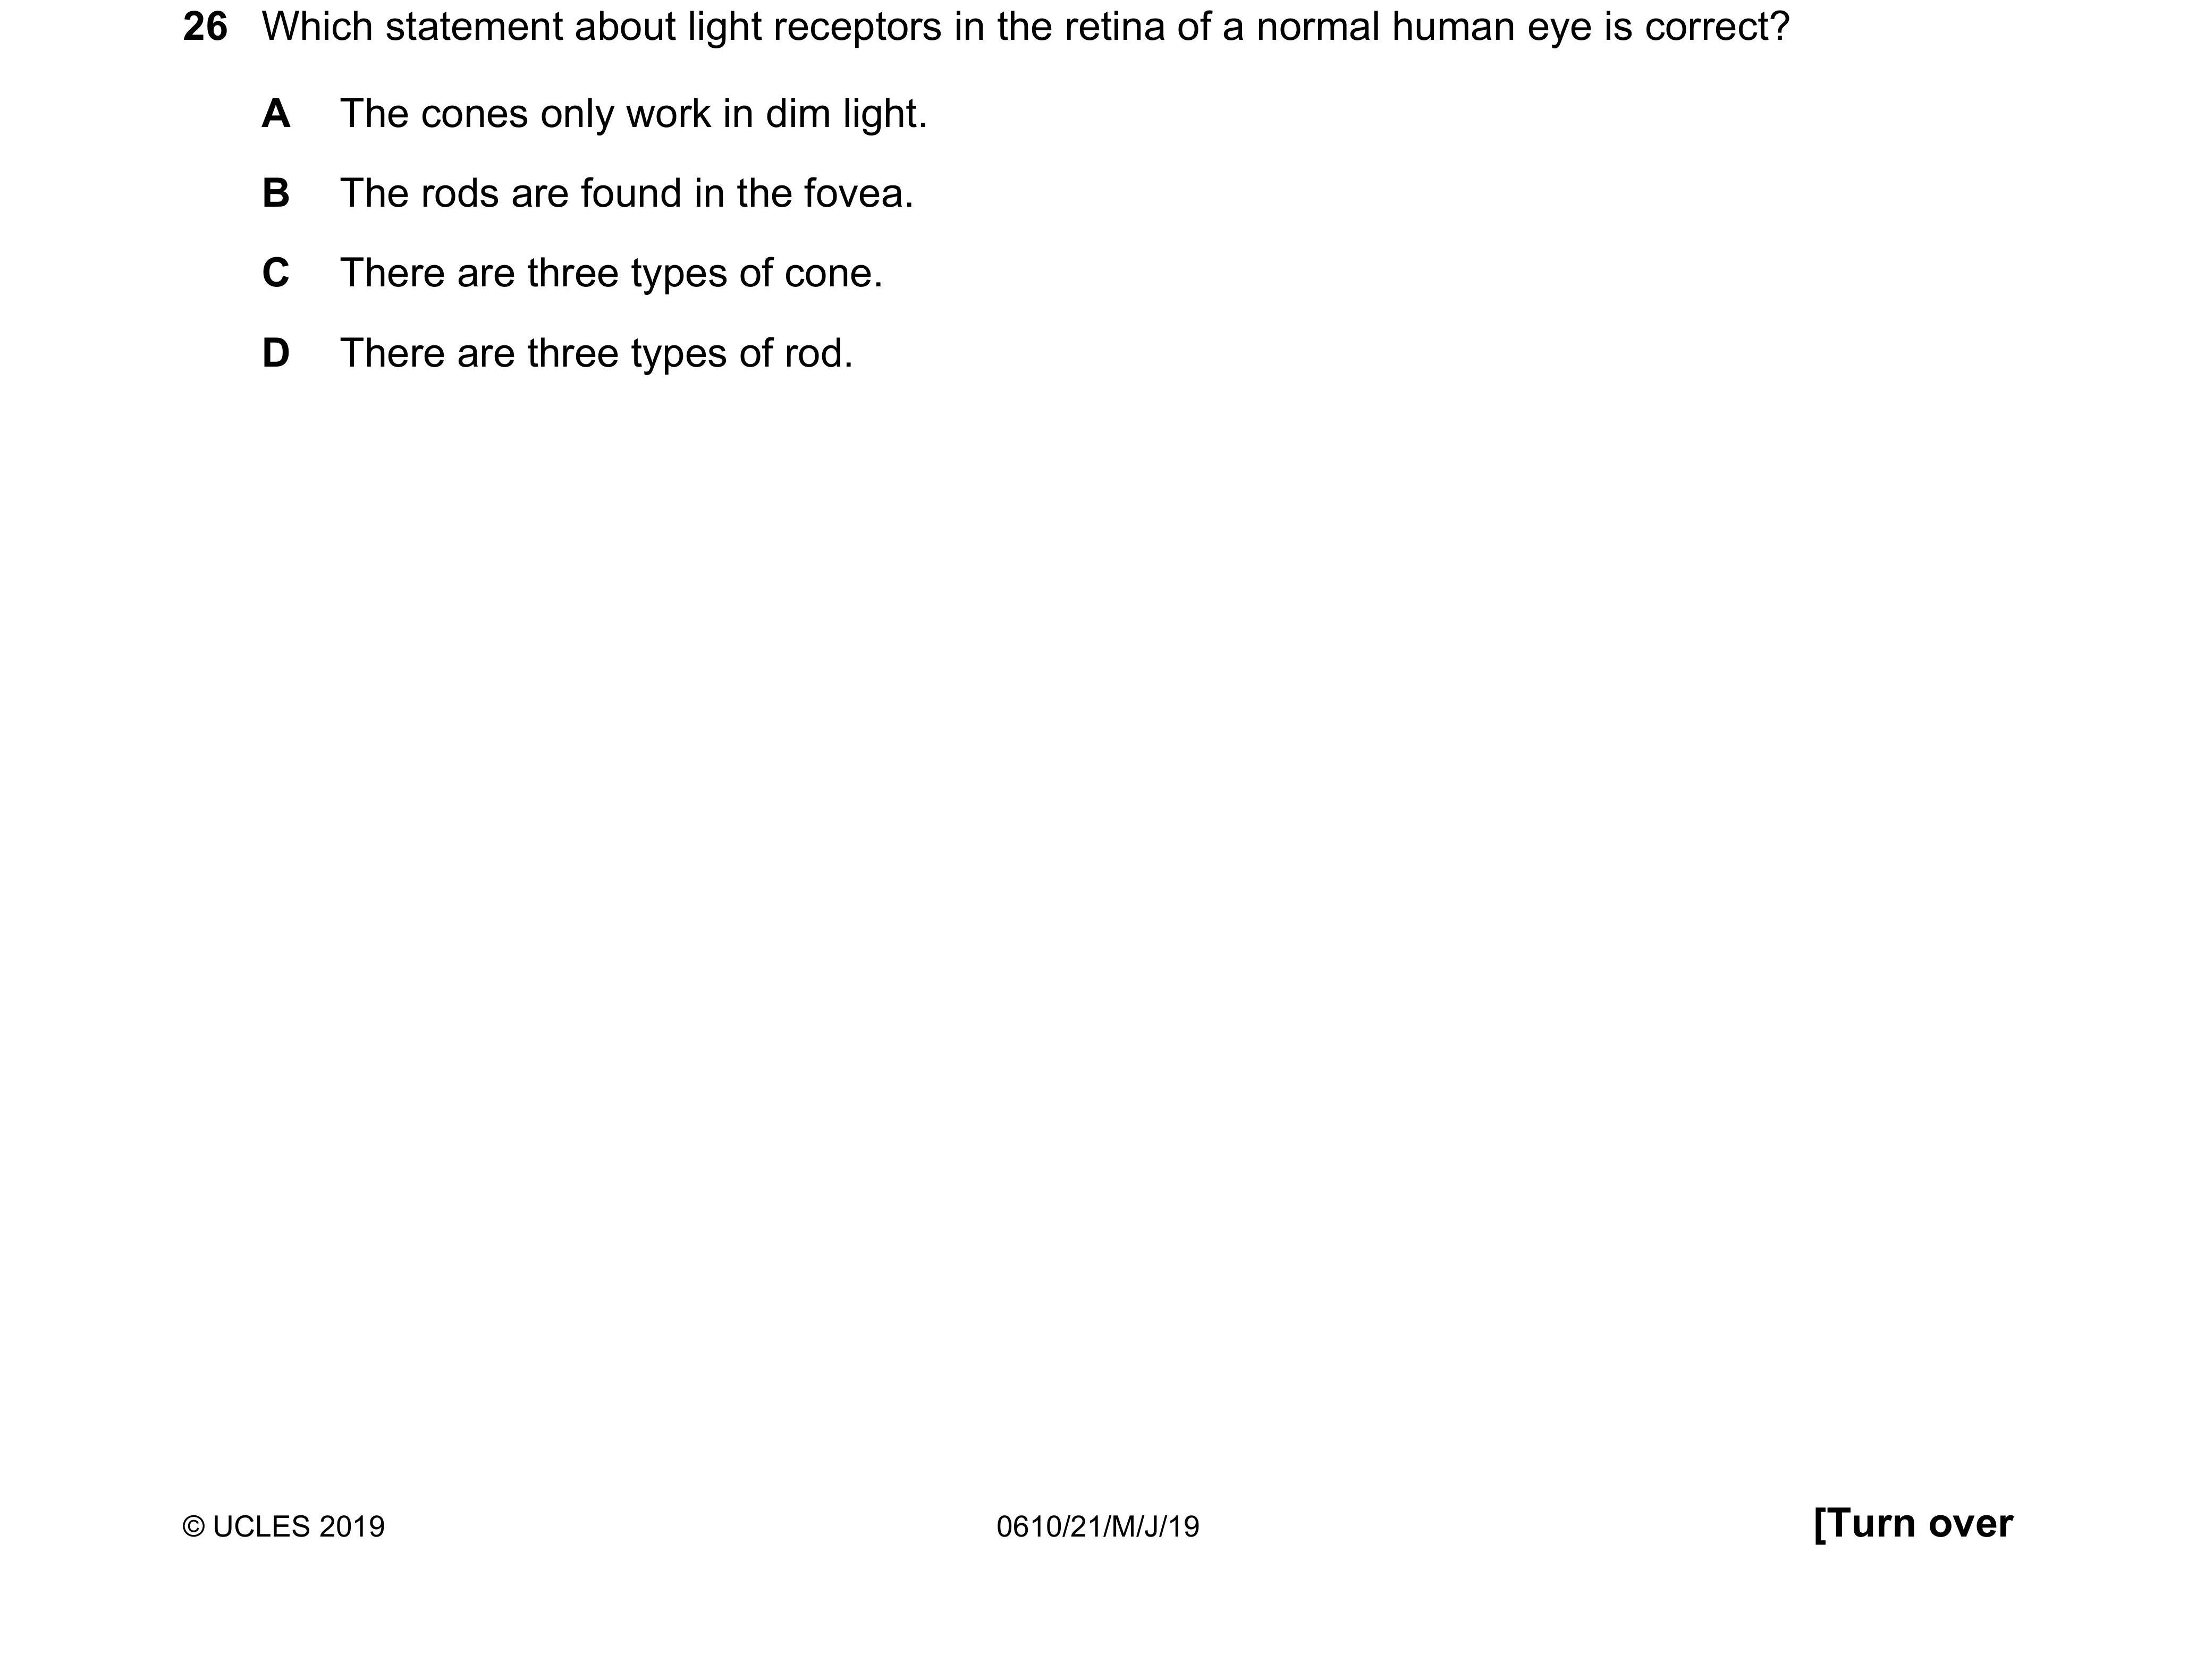 26 Which statement about light receptors in the retina of a normal human eye is correct?
A The cones only work in dim light.
B The rods are found in the fovea.
C There are three types of cone.
D There are three types of rod.
© UCLES 2019 0610/21/M/J/19 [Turn over